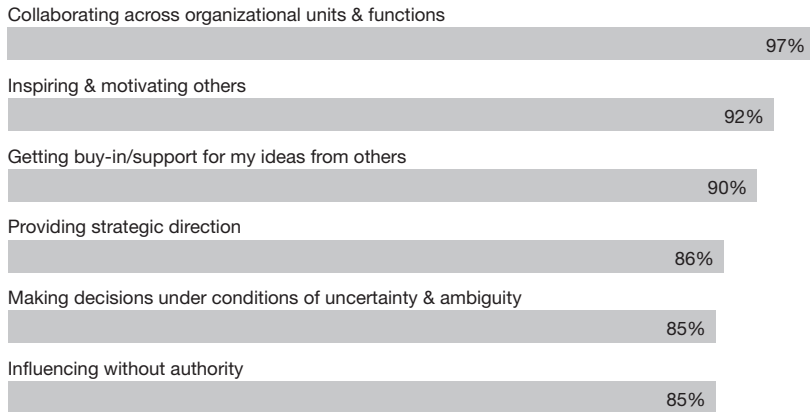 Collaborating across organizational units & functions
97%
Inspiring & motivating others
92%
Getting buy-in/support for my ideas from others
90%
Providing strategic direction
86%
Making decisions under conditions of uncertainty & ambiguity
85%
Influencing without authority
85%